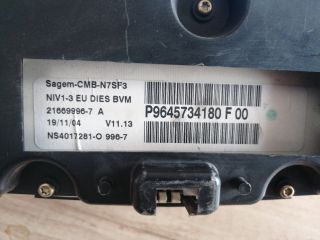 Sagem-CMB-N7SF3
NIV1-3 EU DIES BVM
21669996-7 A
19/11/04 V11.13
NS4017281-O 996-7
P9645734180 F 00